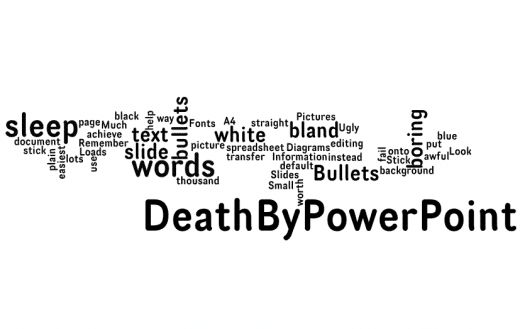 bullets
black
help
way
boring
sleep
page
Much
text
Fonts
A4
straight
Pictures
bland
Ugly
blue
achieve
white
put
document
Remember
picture
editing
stick
plain
easiest
lots
Loads
use
slide
spreadsheet
Diagrams
fail
onto
awful
Look
words
transfer
Information
instead
Stick
default
thousand
Slides
Bullets
background
Small
worth
DeathByPowerPoint